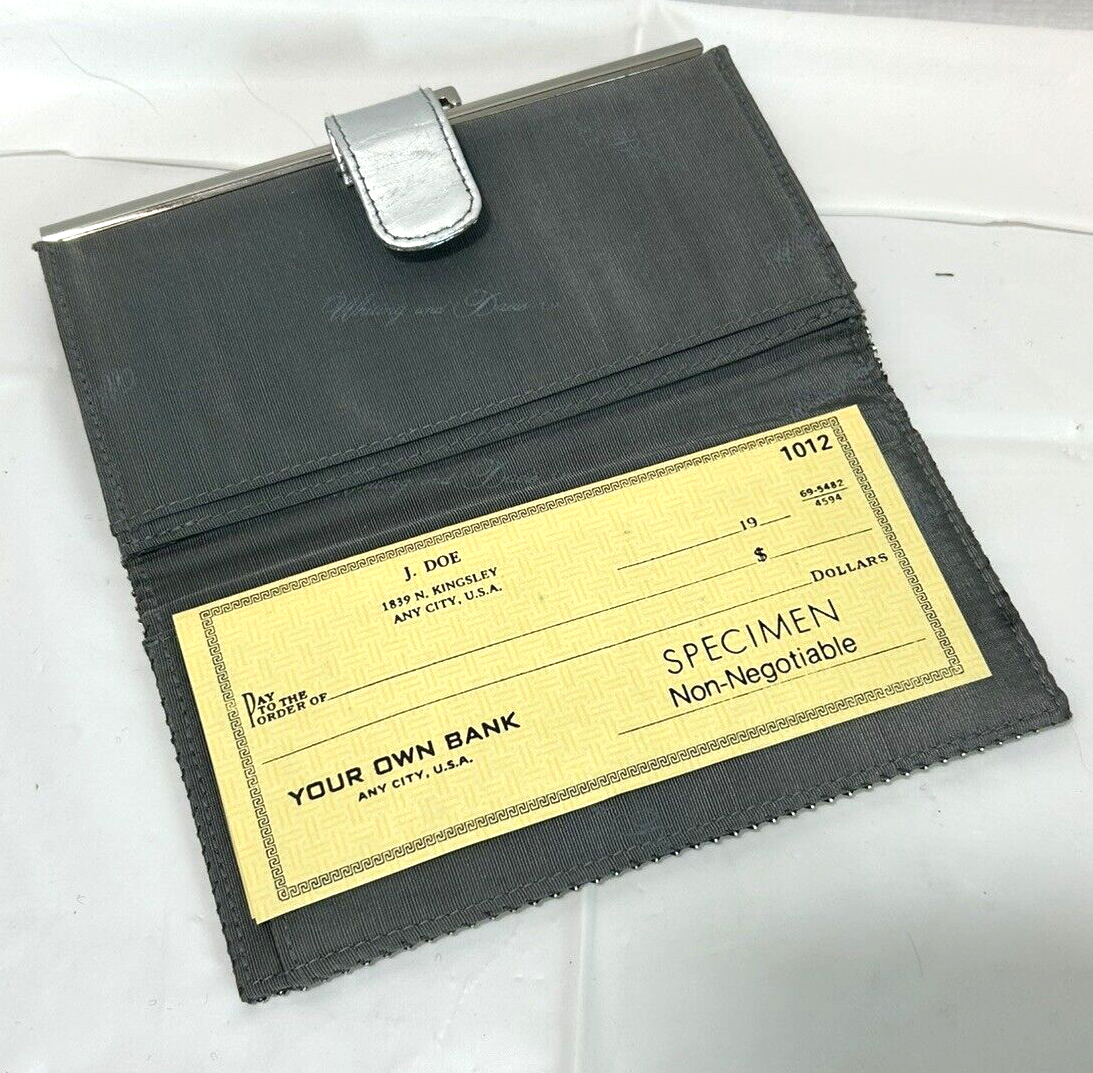 Whiting and Davis
Davis
1012
69-5482
4594
19
J. DOE
1839 N. KINGSLEY
ANY CITY, U.S.A.
$
PAY TO THE
ORDER OF
DOLLARS
SPECIMEN
Non-Negotiable
YOUR OWN BANK
ANY CITY, U.S.A.